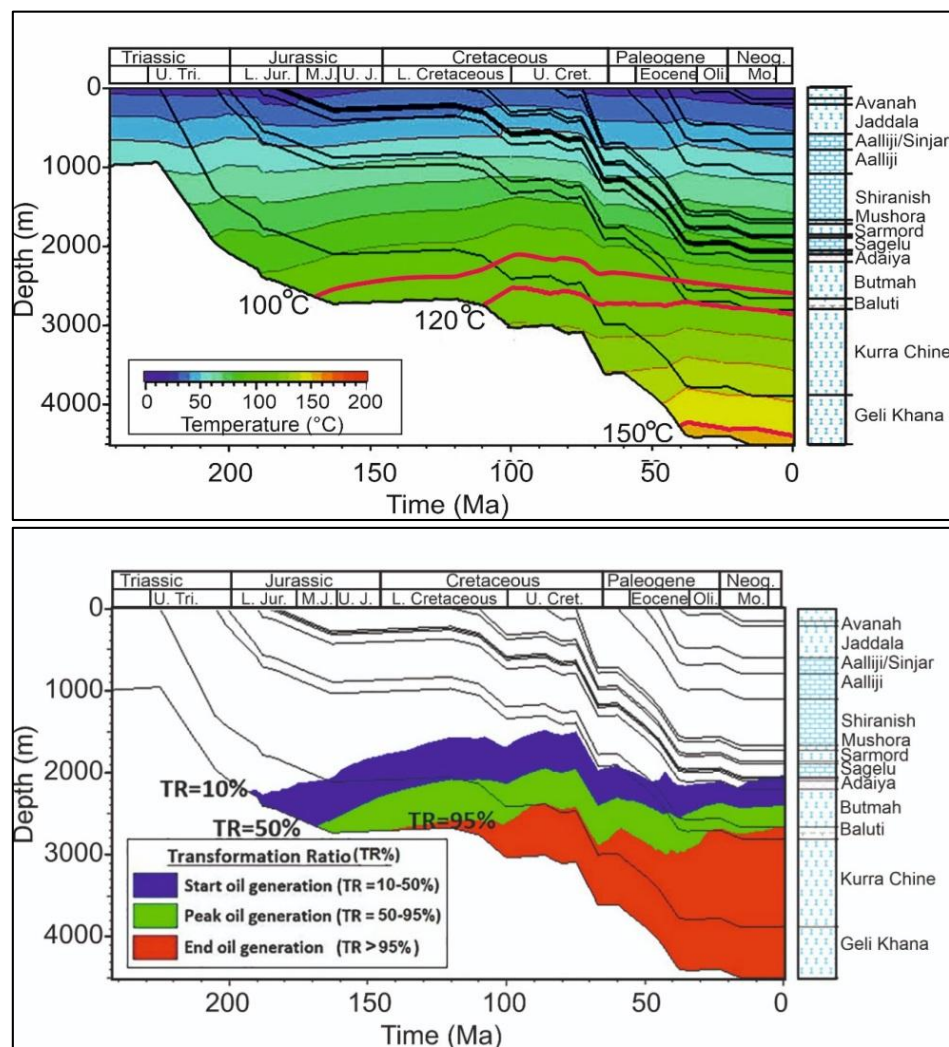 Triassic Jurassic Cretaceous Paleogene Neog.
U. Tri. L. Jur. M.J. U. J. L. Cretaceous U. Cret. Eocene Oli. Mo.
0
1000
2000
3000
4000
Depth (m)
100°C
120°C
150°C
0 50 100 150 200
Temperature (°C)
200 150 100 50 0
Time (Ma)
Avanah
Jaddala
Aalliji/Sinjar
Aalliji
Shiranish
Mushora
Sarmord
Sagelu
Adaiya
Butmah
Baluti
Kurra Chine
Geli Khana
Triassic Jurassic Cretaceous Paleogene Neog.
U. Tri. L. Jur. M.J. U. J. L. Cretaceous U. Cret. Eocene Oli. Mo.
0
1000
2000
3000
4000
Depth (m)
TR=10%
TR=50%
TR=95%
Transformation Ratio (TR%)
Start oil generation (TR =10-50%)
Peak oil generation (TR = 50-95%)
End oil generation (TR > 95%)
200 150 100 50 0
Time (Ma)
Avanah
Jaddala
Aalliji/Sinjar
Aalliji
Shiranish
Mushora
Sarmord
Sagelu
Adaiya
Butmah
Baluti
Kurra Chine
Geli Khana